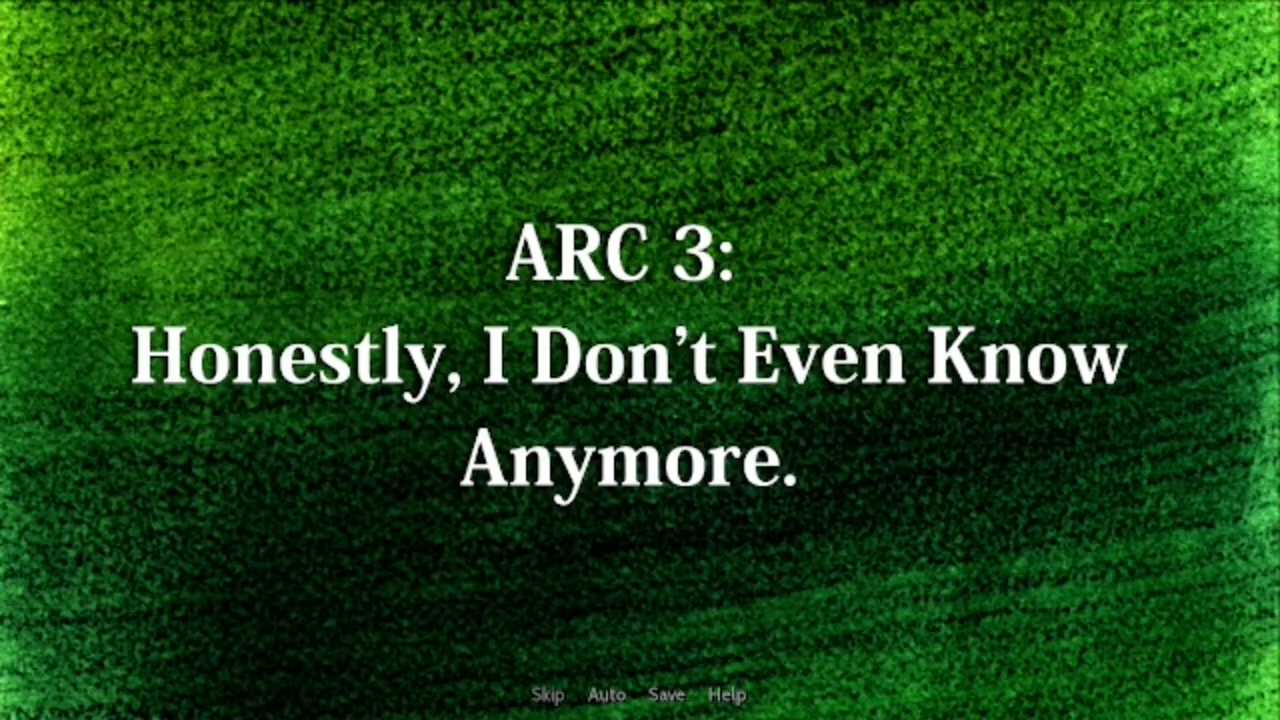 ARC 3:
Honestly, I Don’t Even Know
Anymore.
Skip Auto Save Help